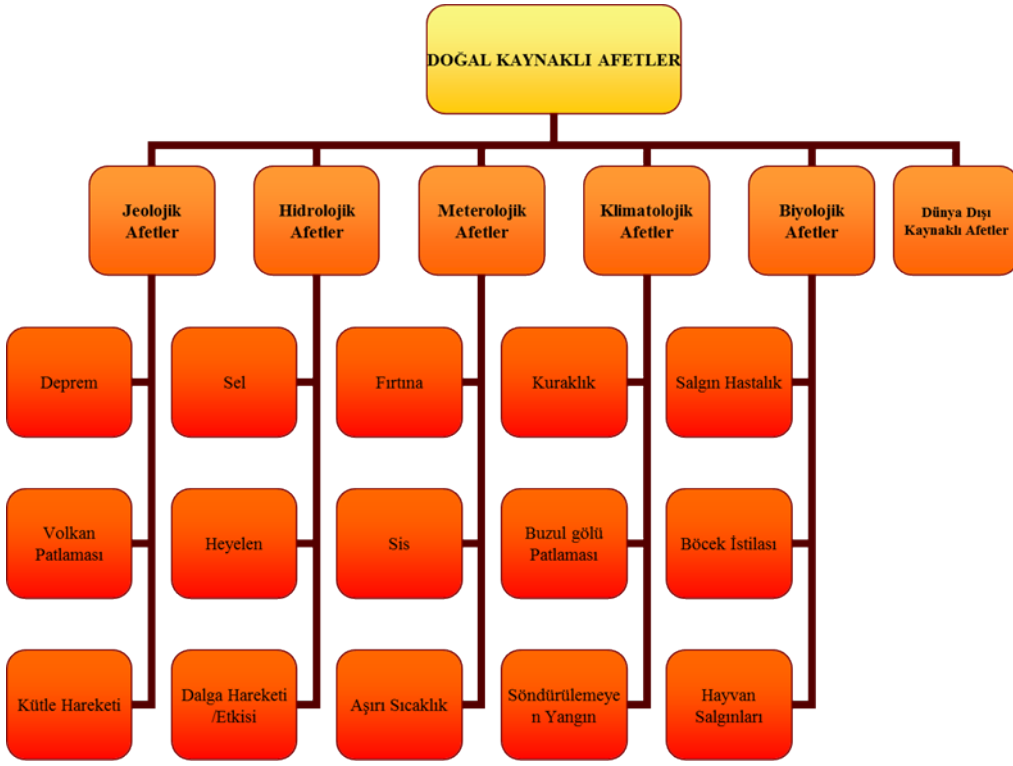 DOĞAL KAYNAKLI AFETLER
Jeolojik
Afetler
Hidrolojik
Afetler
Meterolojik
Afetler
Klimatolojik
Afetler
Biyolojik
Afetler
Dünya Dışı
Kaynaklı Afetler
Deprem
Sel
Fırtına
Kuraklık
Salgın Hastalık
Volkan
Patlaması
Heyelen
Sis
Buzul gölü
Patlaması
Böcek İstilası
Kütle Hareketi
Dalga Hareketi
/Etkisi
Aşırı Sıcaklık
Söndürülemeye
n Yangın
Hayvan
Salgınları